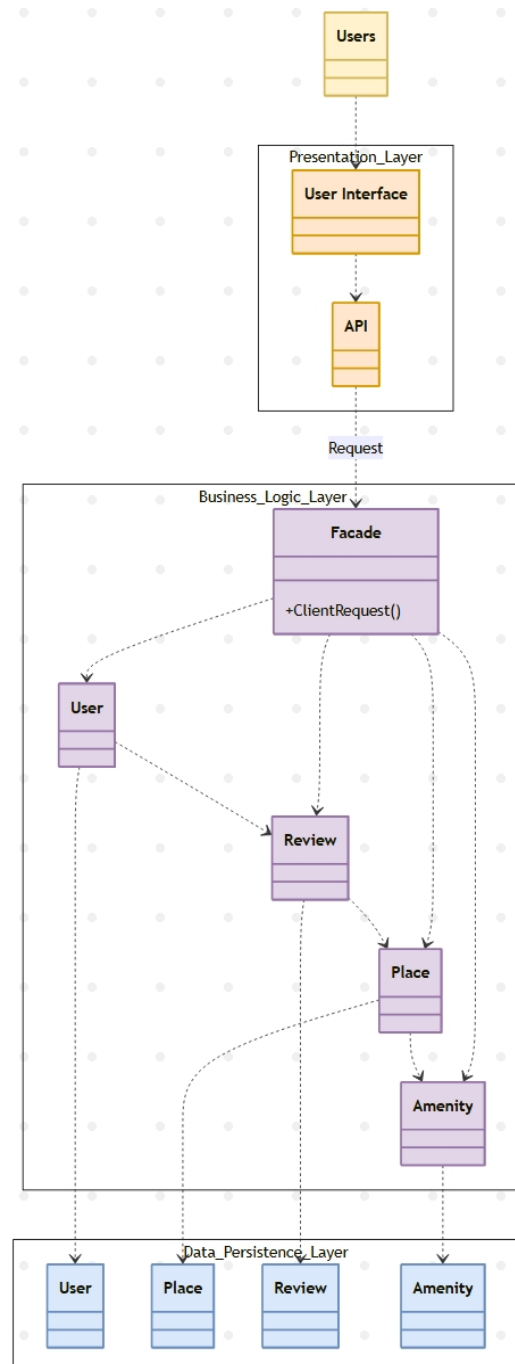 Users
Presentation_Layer
User Interface
API
Request
Business_Logic_Layer
Facade
+ClientRequest()
User
Review
Place
Amenity
Data_Persistence_Layer
User
Place
Review
Amenity